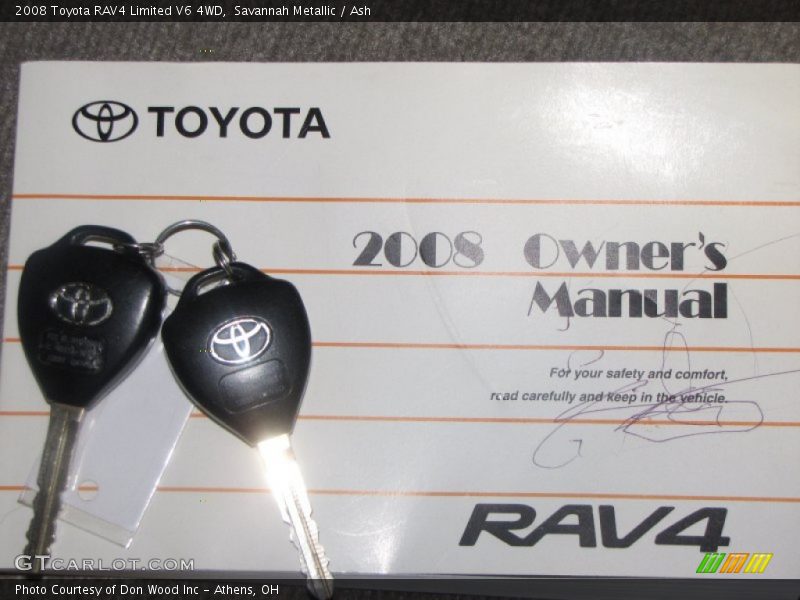 2008 Toyota RAV4 Limited V6 4WD, Savannah Metallic / Ash
TOYOTA
2008 Owner's
Manual
For your safety and comfort,
read carefully and keep in the vehicle.
RAV4
GTCARLOT.COM
Photo Courtesy of Don Wood Inc - Athens, OH